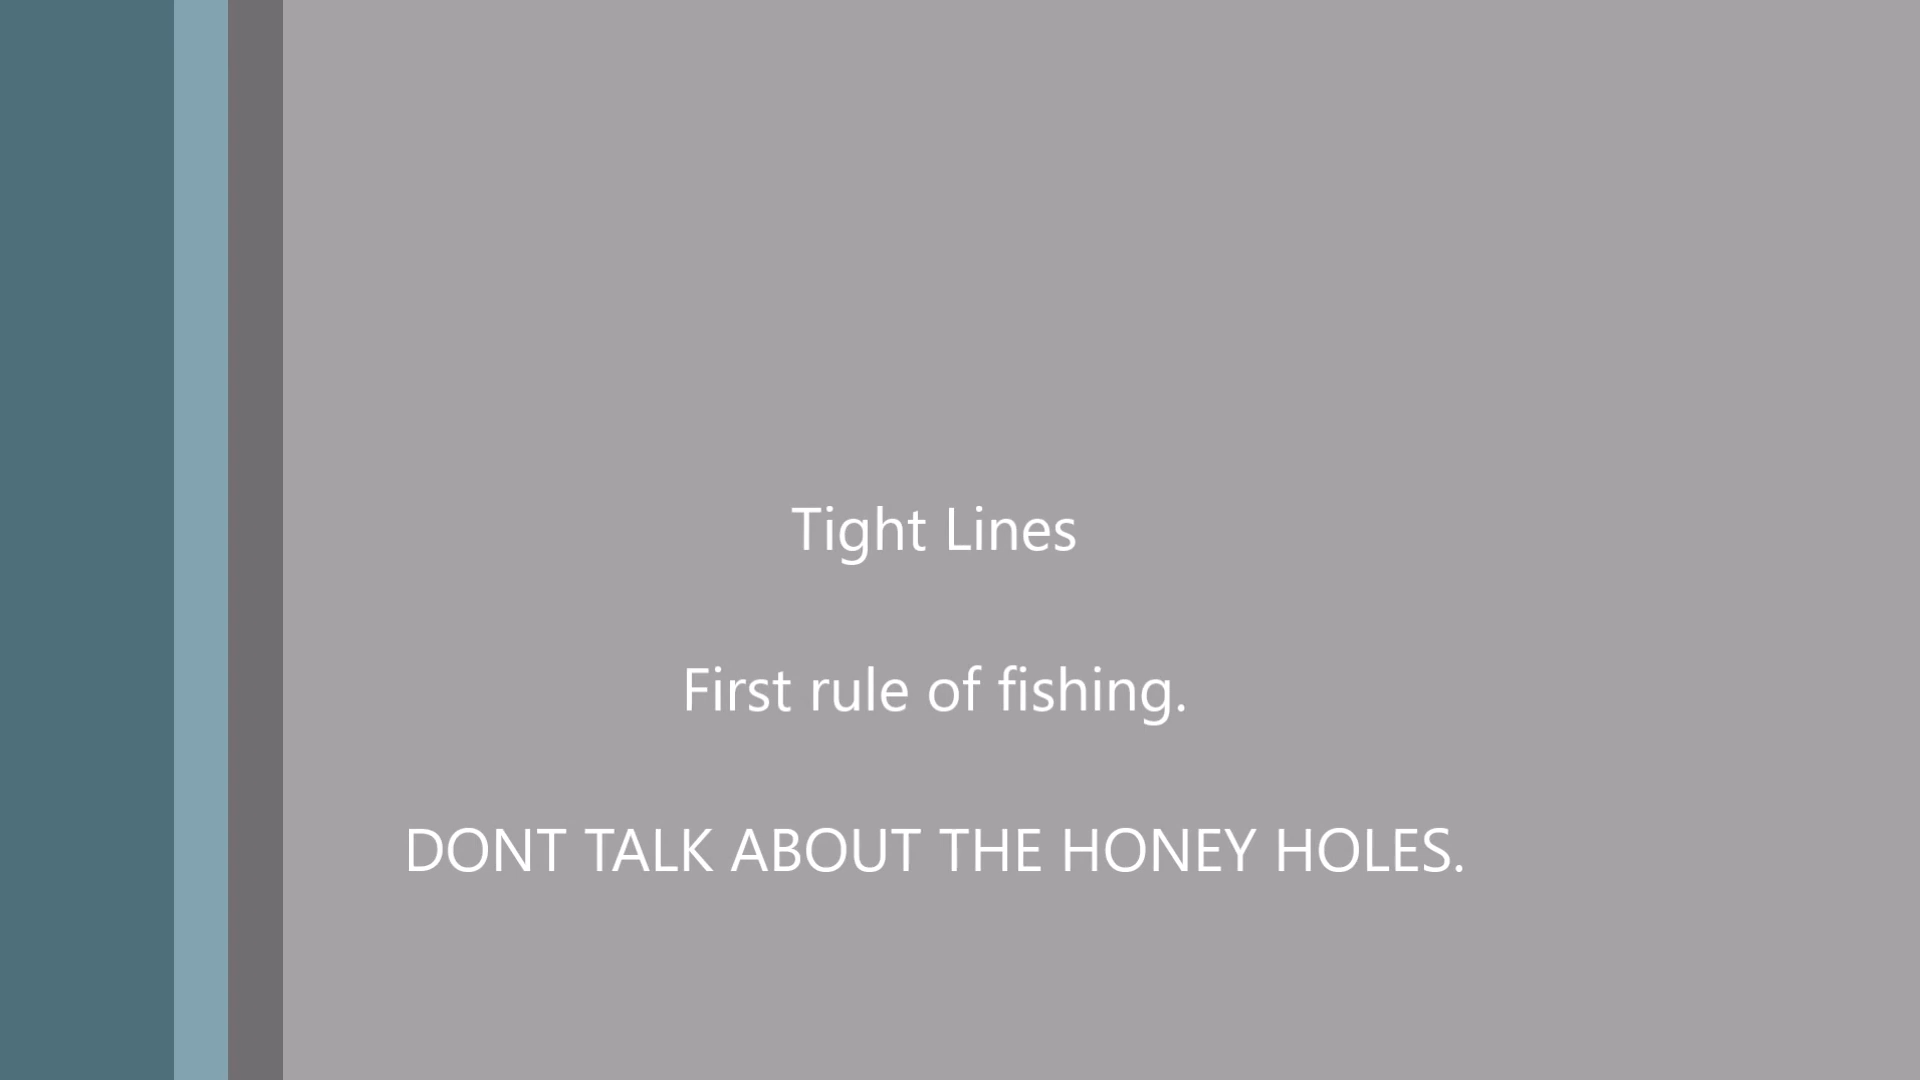 Tight Lines
First rule of fishing.
DONT TALK ABOUT THE HONEY HOLES.